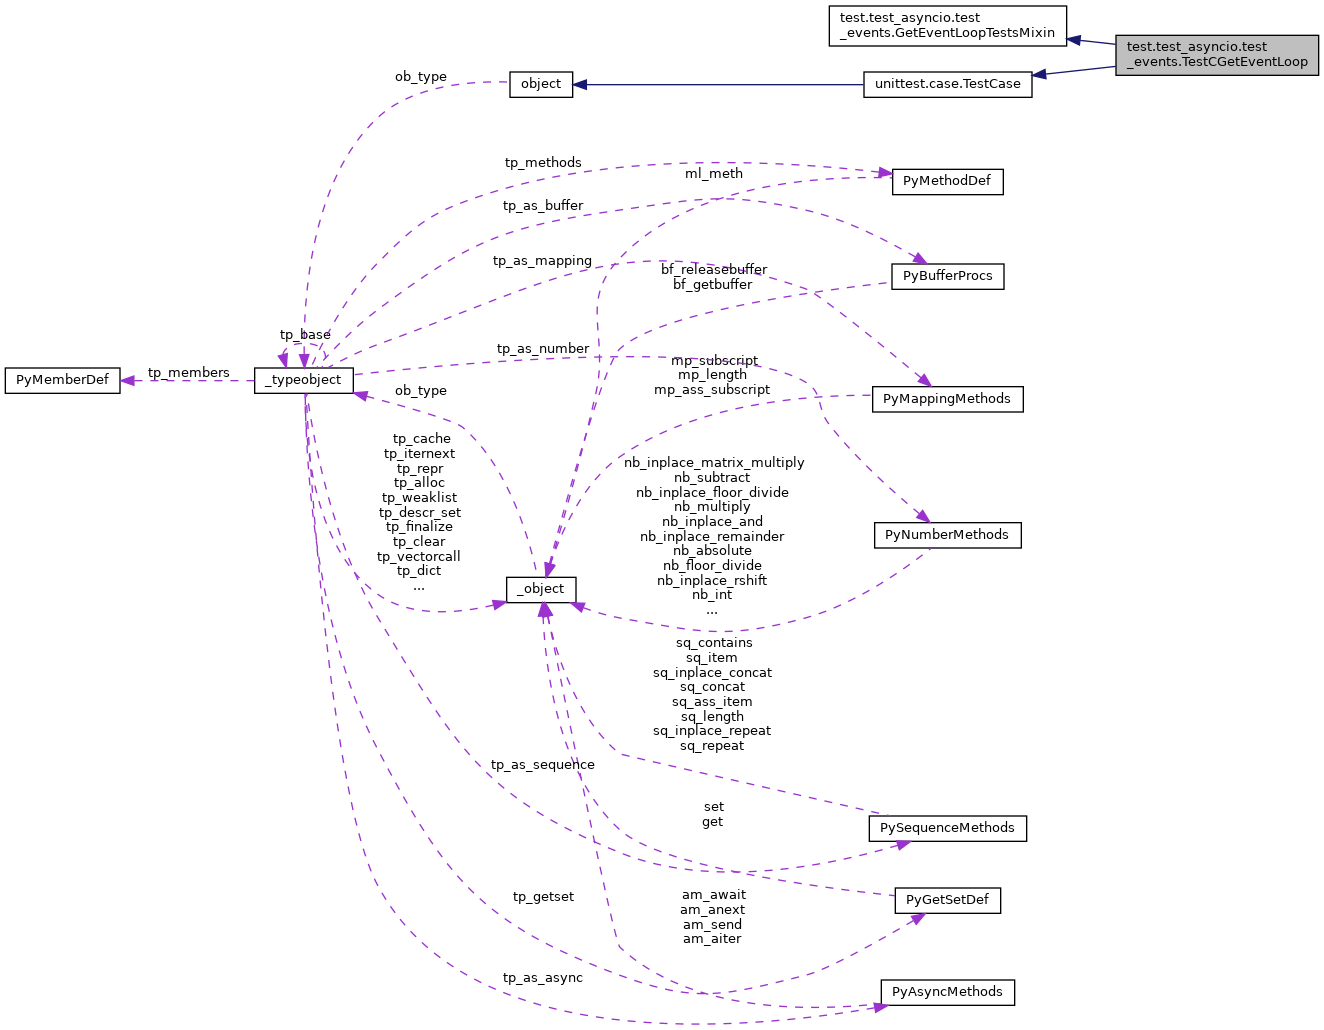 test.test_asyncio.test
_events.GetEventLoopTestsMixin
test.test_asyncio.test
_events.TestCGetEventLoop
ob_type
object
unittest.case.TestCase
tp_methods
ml_meth
PyMethodDef
tp_as_buffer
tp_as_mapping
bf_releasebuffer
bf_getbuffer
PyBufferProcs
tp_base
tp_as_number
mp_subscript
mp_length
mp_ass_subscript
PyMemberDef
tp_members
_typeobject
ob_type
PyMappingMethods
tp_cache
tp_iternext
tp_repr
tp_alloc
tp_weaklist
tp_descr_set
tp_finalize
tp_clear
tp_vectorcall
tp_dict
...
nb_inplace_matrix_multiply
nb_subtract
nb_inplace_floor_divide
nb_multiply
nb_inplace_and
nb_inplace_remainder
nb_absolute
nb_floor_divide
nb_inplace_rshift
nb_int
...
PyNumberMethods
_object
sq_contains
sq_item
sq_inplace_concat
sq_concat
sq_ass_item
sq_length
sq_inplace_repeat
sq_repeat
tp_as_sequence
set
get
PySequenceMethods
tp_getset
am_await
am_anext
am_send
am_aiter
PyGetSetDef
tp_as_async
PyAsyncMethods